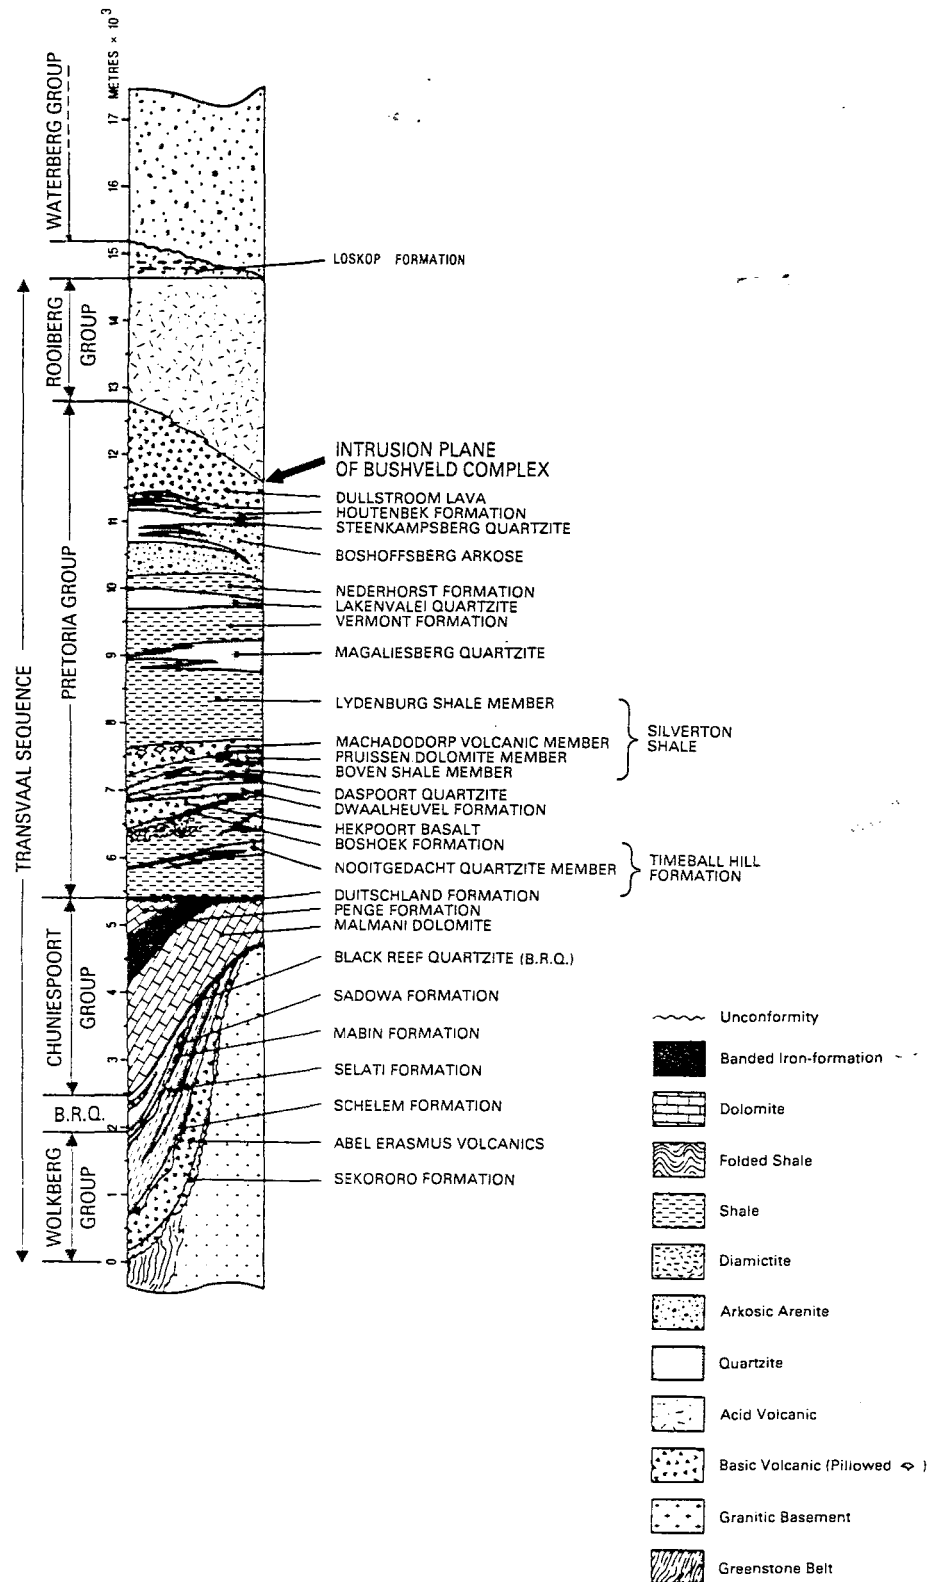 METRES × 10³
17
16
15
14
13
12
11
10
9
8
7
6
5
4
3
2
1
0
WATERBERG GROUP
ROOIBERG
GROUP
PRETORIA GROUP
TRANSVAAL SEQUENCE
CHUNIESPOORT
GROUP
B.R.Q.
WOLKBERG
GROUP
LOSKOP FORMATION
INTRUSION PLANE
OF BUSHVELD COMPLEX
DULLSTROOM LAVA
HOUTENBEK FORMATION
STEENKAMPSBERG QUARTZITE
BOSHOFFSBERG ARKOSE
NEDERHORST FORMATION
LAKENVALEI QUARTZITE
VERMONT FORMATION
MAGALIESBERG QUARTZITE
LYDENBURG SHALE MEMBER
MACHADODORP VOLCANIC MEMBER
PRUISSEN DOLOMITE MEMBER
BOVEN SHALE MEMBER
SILVERTON
SHALE
DASPOORT QUARTZITE
DWAALHEUVEL FORMATION
HEKPOORT BASALT
BOSHOEK FORMATION
NOOITGEDACHT QUARTZITE MEMBER
TIMEBALL HILL
FORMATION
DUITSCHLAND FORMATION
PENGE FORMATION
MALMANI DOLOMITE
BLACK REEF QUARTZITE (B.R.Q.)
SADOWA FORMATION
MABIN FORMATION
SELATI FORMATION
SCHELEM FORMATION
ABEL ERASMUS VOLCANICS
SEKORORO FORMATION
Unconformity
Banded Iron-formation
Dolomite
Folded Shale
Shale
Diamictite
Arkosic Arenite
Quartzite
Acid Volcanic
Basic Volcanic (Pillowed )
Granitic Basement
Greenstone Belt